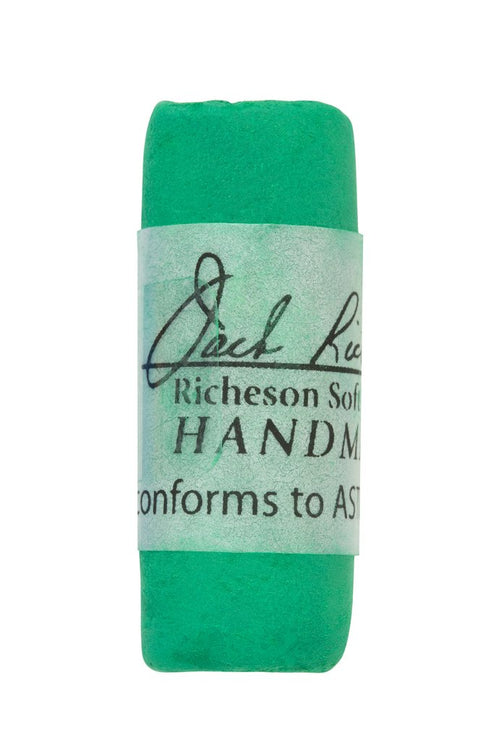 Jack Ric
Richeson Sof
HANDM
conforms to AST